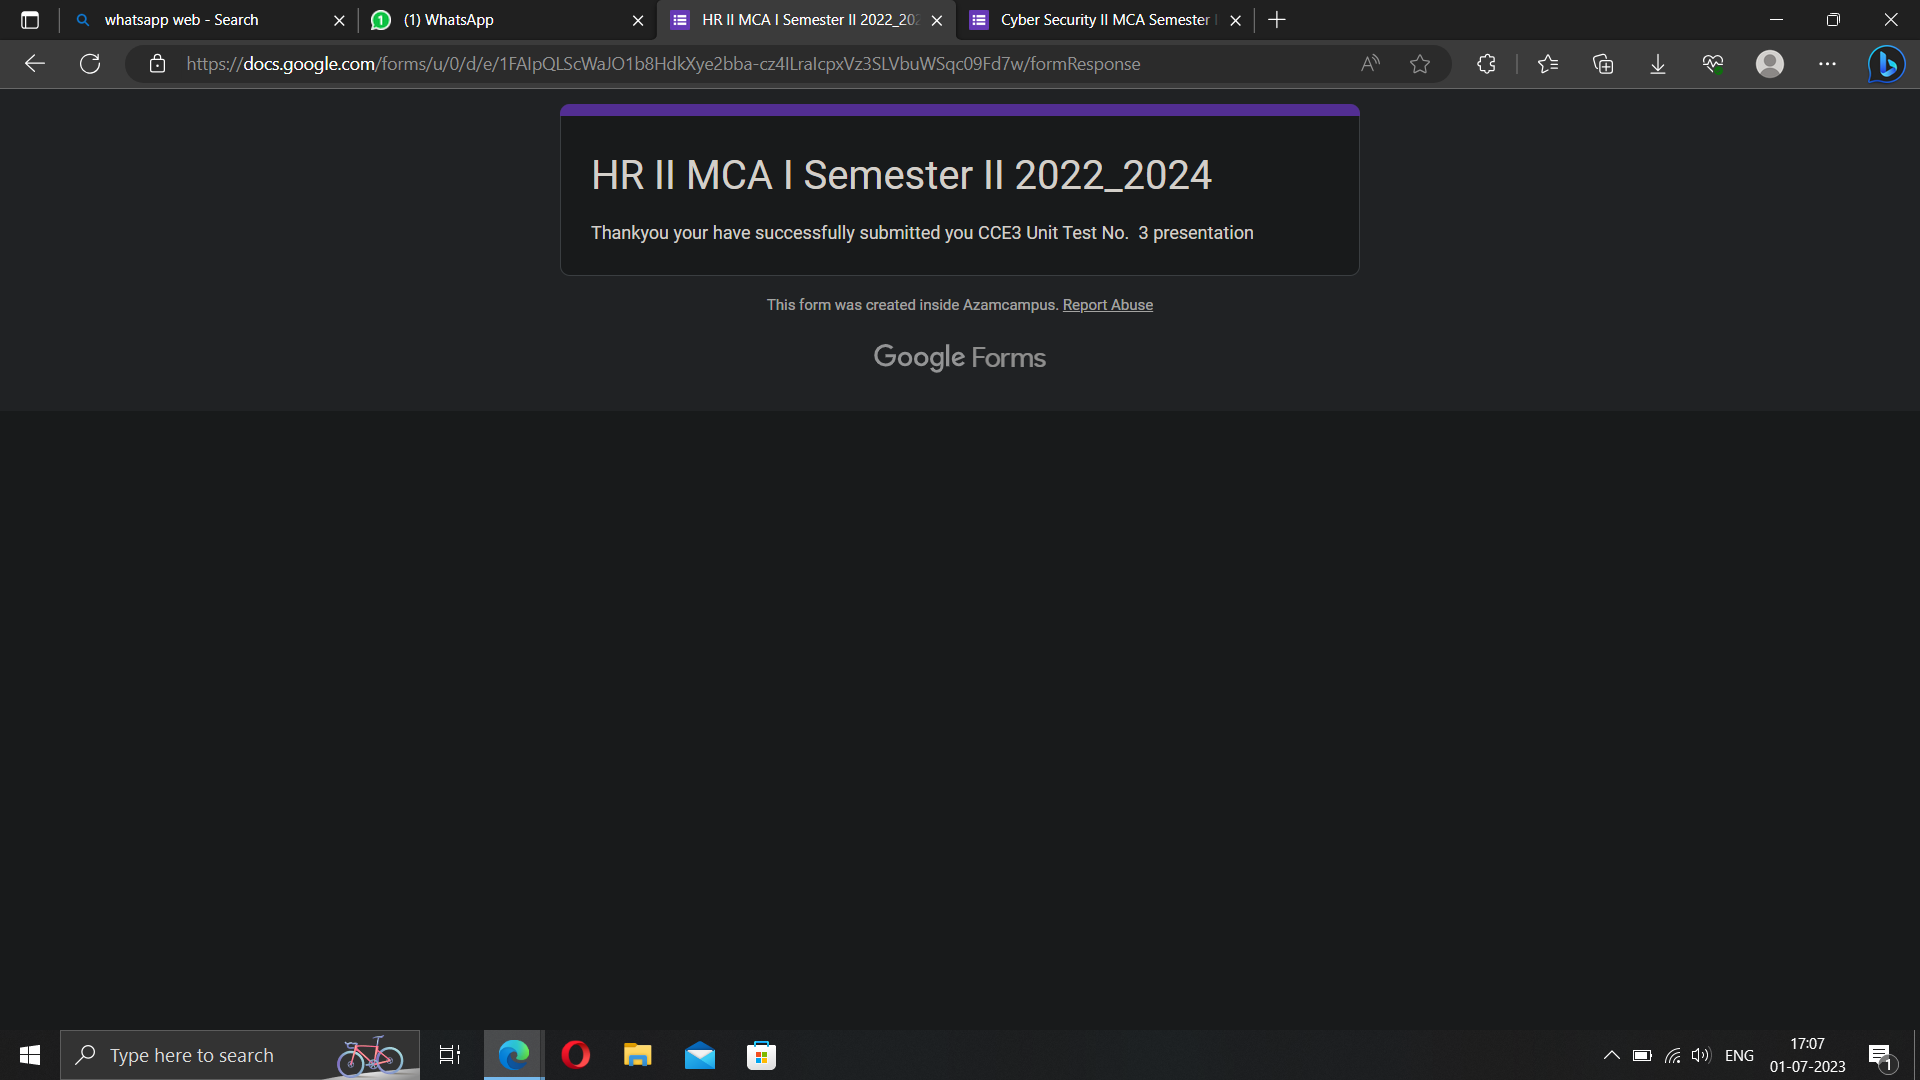 whatsapp web - Search
(1) WhatsApp
HR II MCA I Semester II 2022_202
Cyber Security II MCA Semester I
https://docs.google.com/forms/u/0/d/e/1FAIpQLScWaJO1b8HdkXye2bba-cz4ILraIcpxVz3SLVbuWSqc09Fd7w/formResponse
HR II MCA I Semester II 2022_2024
Thankyou your have successfully submitted you CCE3 Unit Test No.  3 presentation
This form was created inside Azamcampus. Report Abuse
Google Forms
Type here to search
ENG
17:07
01-07-2023
1